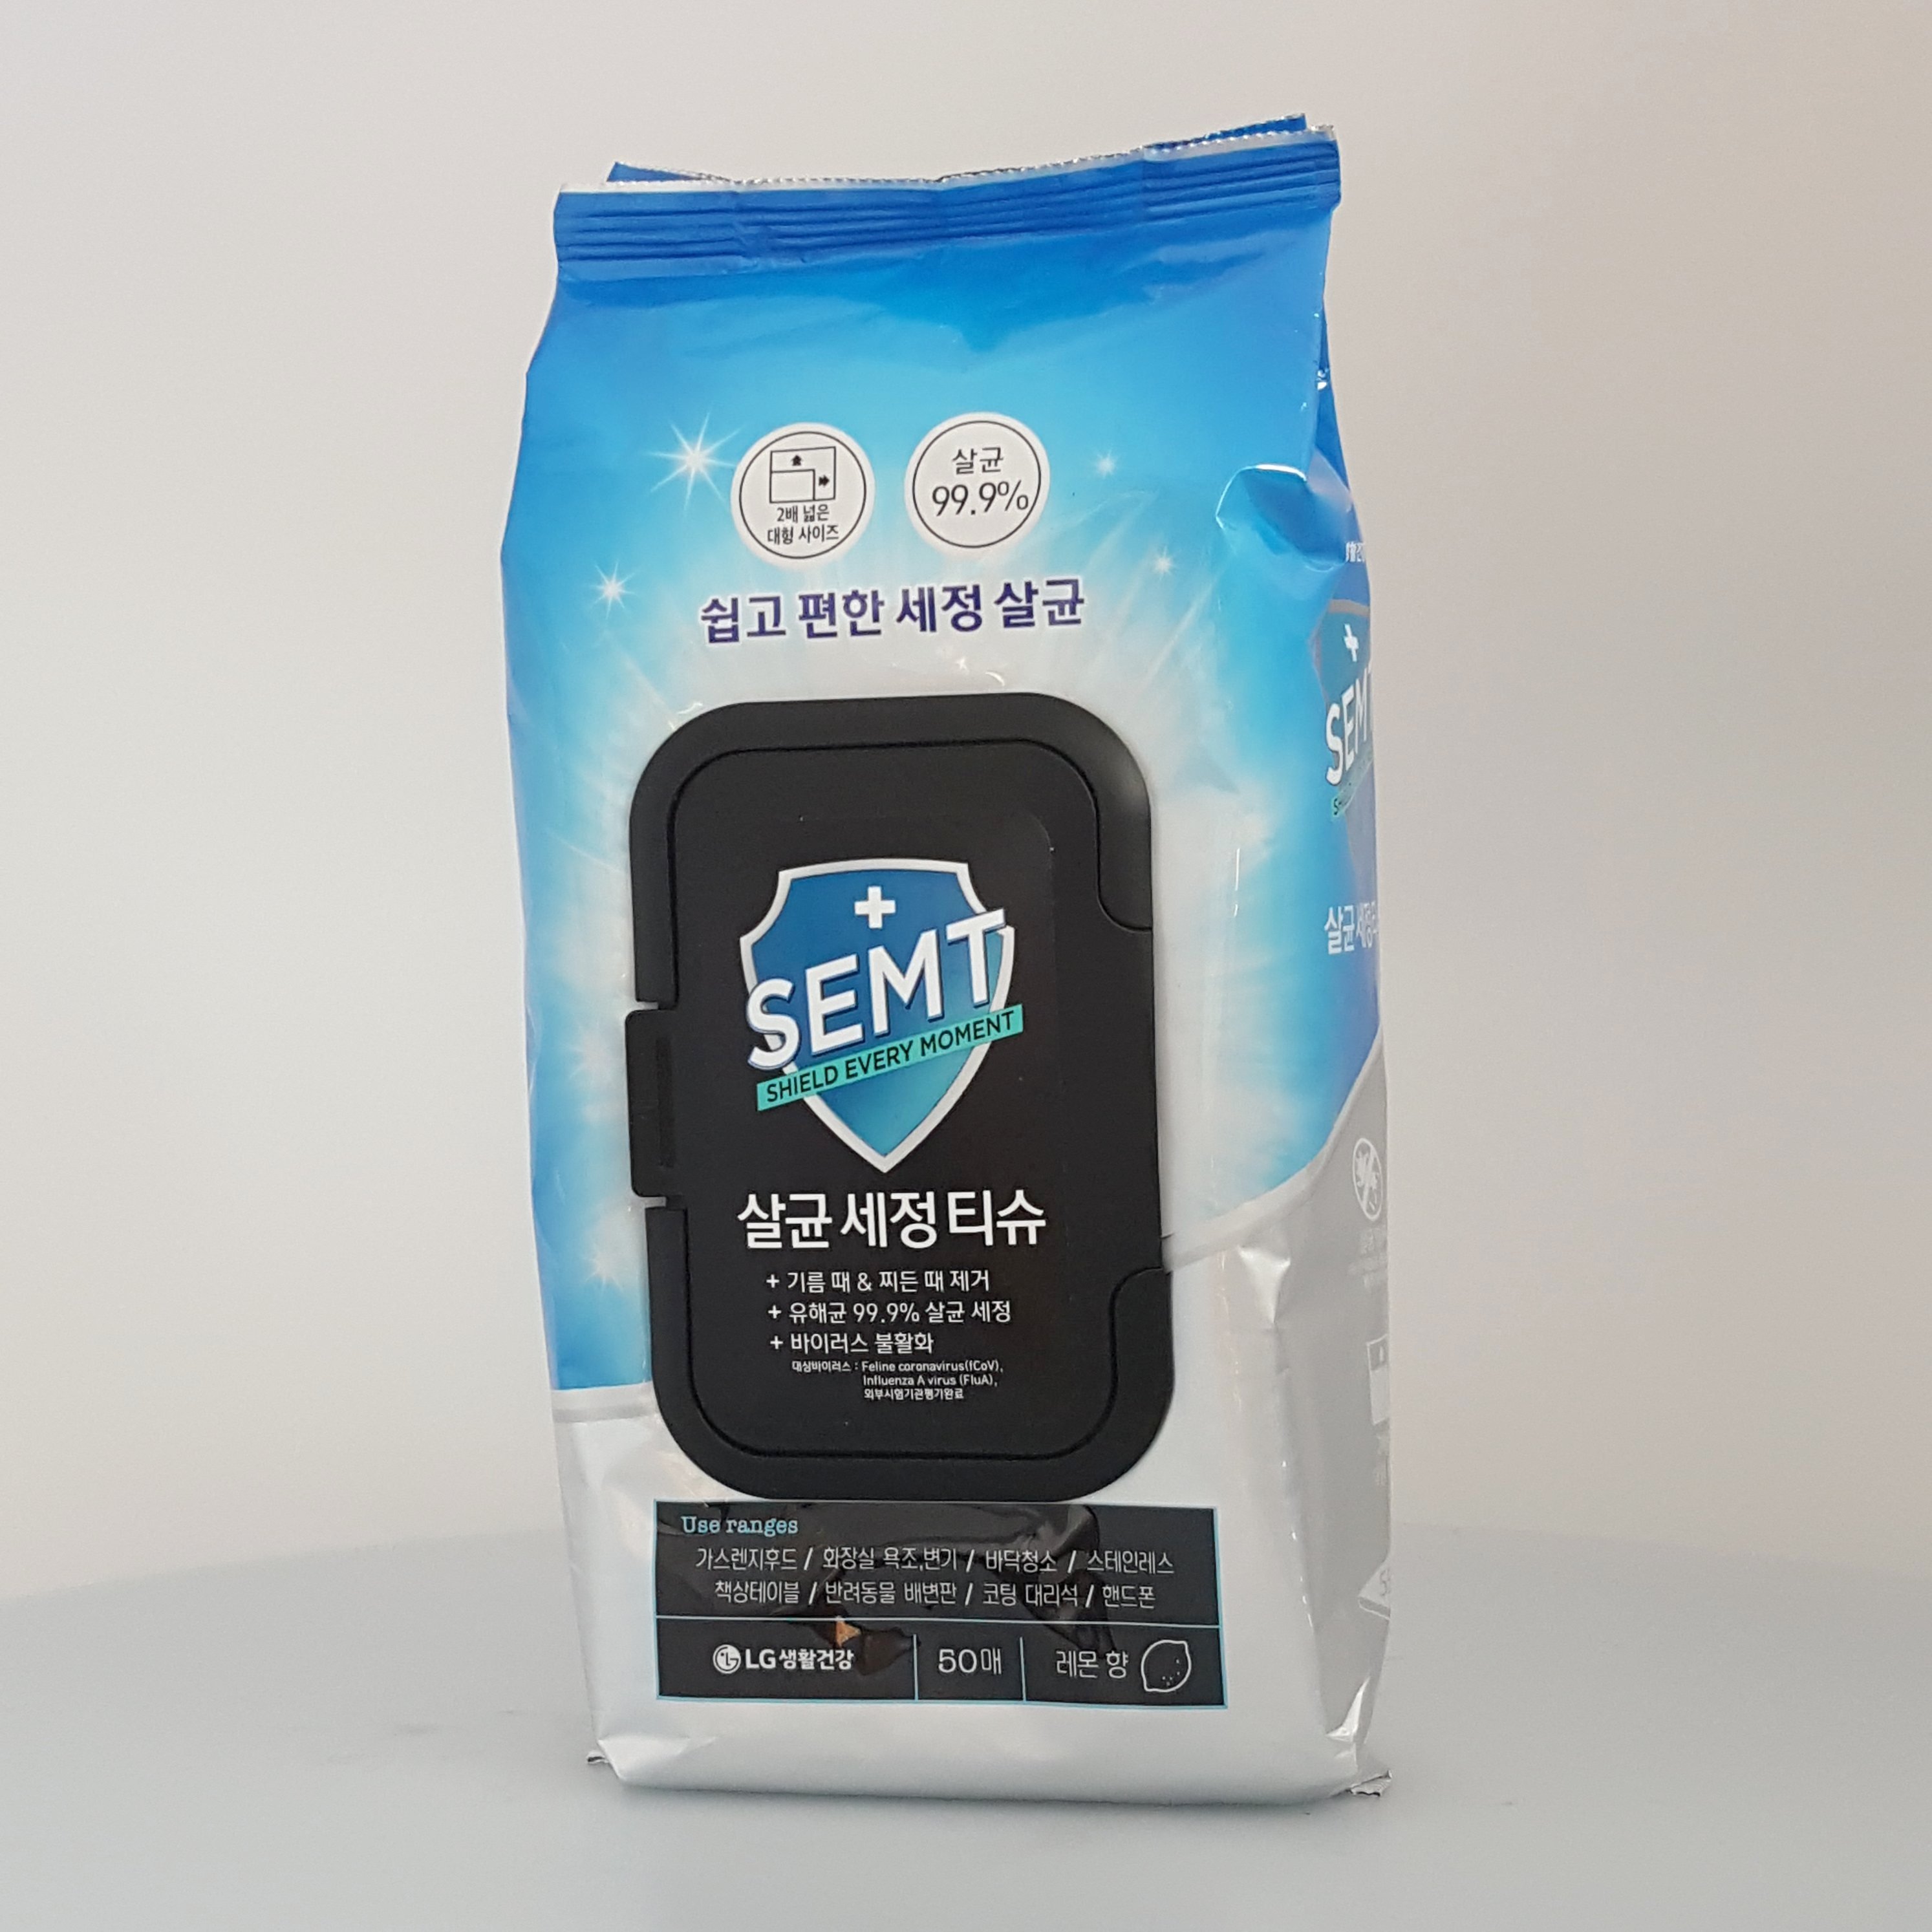 2배 넓은
대형 사이즈
살균
99.9%
쉽고 편한 세정 살균
SEMT
SHIELD EVERY MOMENT
살균 세정 티슈
+ 기름 때 & 찌든 때 제거
+ 유해균 99.9% 살균 세정
+ 바이러스 불활화
대상바이러스 : Feline coronavirus(fCoV),
Influenza A virus (FluA),
외부시험기관평가완료
Use ranges
가스렌지후드 / 화장실 욕조,변기 / 바닥청소 / 스테인레스
책상테이블 / 반려동물 배변판 / 코팅 대리석 / 핸드폰
LG생활건강
50매
레몬 향
SEMT
살균 세정